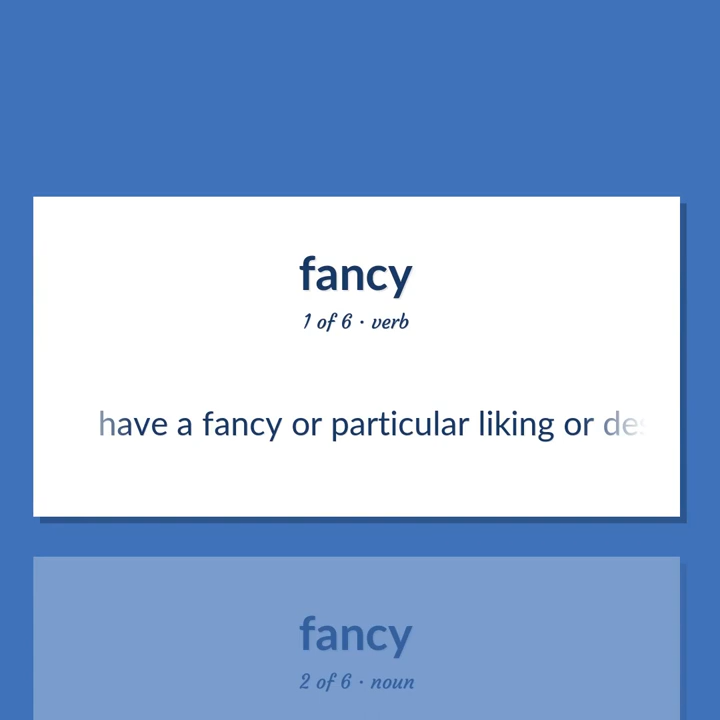 fancy
1 of 6 · verb
have a fancy or particular liking or
fancy
2 of 6 · noun